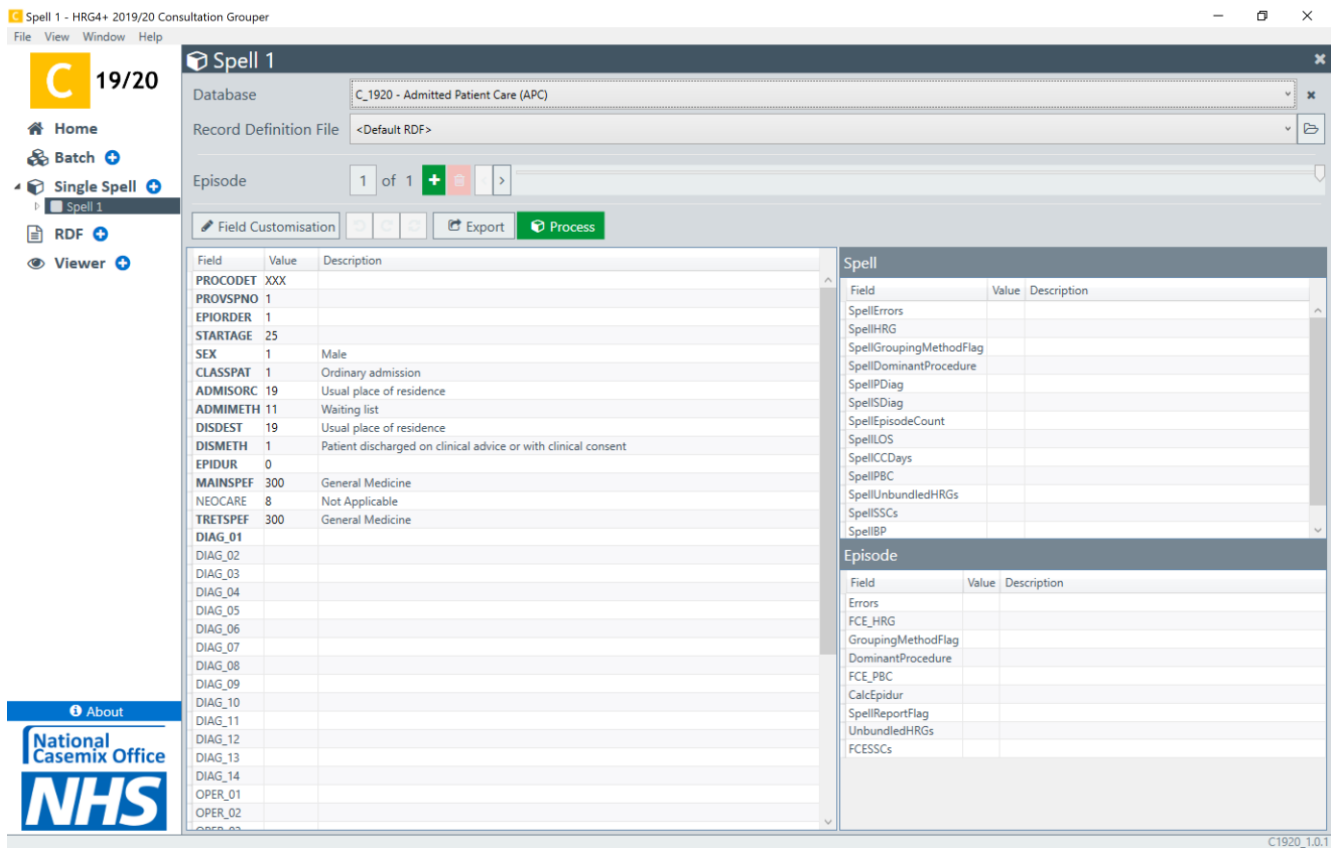 C Spell 1 - HRG4+ 2019/20 Consultation Grouper
File View Window Help
C 19/20
Home
Batch
Single Spell
Spell 1
RDF
Viewer
About
National
Casemix Office
NHS
Spell 1
Database C_1920 - Admitted Patient Care (APC)
Record Definition File <Default RDF>
Episode 1 of 1
Field Customisation Export Process
Field Value Description
PROCODET XXX
PROVSPNO 1
EPIORDER 1
STARTAGE 25
SEX 1 Male
CLASSPAT 1 Ordinary admission
ADMISORC 19 Usual place of residence
ADMIMETH 11 Waiting list
DISDEST 19 Usual place of residence
DISMETH 1 Patient discharged on clinical advice or with clinical consent
EPIDUR 0
MAINSPEF 300 General Medicine
NEOCARE 8 Not Applicable
TRETSPEF 300 General Medicine
DIAG_01
DIAG_02
DIAG_03
DIAG_04
DIAG_05
DIAG_06
DIAG_07
DIAG_08
DIAG_09
DIAG_10
DIAG_11
DIAG_12
DIAG_13
DIAG_14
OPER_01
OPER_02
Spell
Field Value Description
SpellErrors
SpellHRG
SpellGroupingMethodFlag
SpellDominantProcedure
SpellPDiag
SpellSDiag
SpellEpisodeCount
SpellLOS
SpellCCDays
SpellPBC
SpellUnbundledHRGs
SpellSSCs
SpellBP
Episode
Field Value Description
Errors
FCE_HRG
GroupingMethodFlag
DominantProcedure
FCE_PBC
CalcEpidur
SpellReportFlag
UnbundledHRGs
FCESSCs
C1920_1.0.1